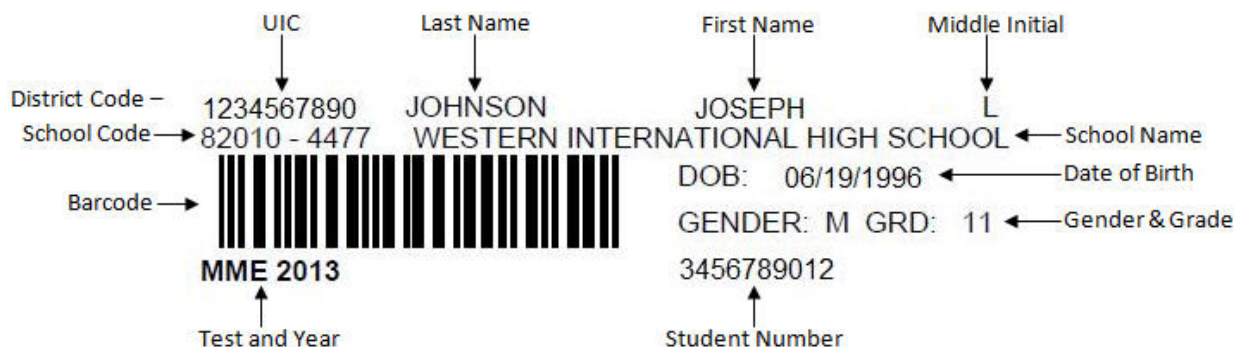 UIC Last Name First Name Middle Initial
District Code –
School Code
1234567890 JOHNSON JOSEPH L
82010 - 4477 WESTERN INTERNATIONAL HIGH SCHOOL
School Name
DOB: 06/19/1996
Date of Birth
Barcode
GENDER: M GRD: 11
Gender & Grade
MME 2013 3456789012
Test and Year Student Number